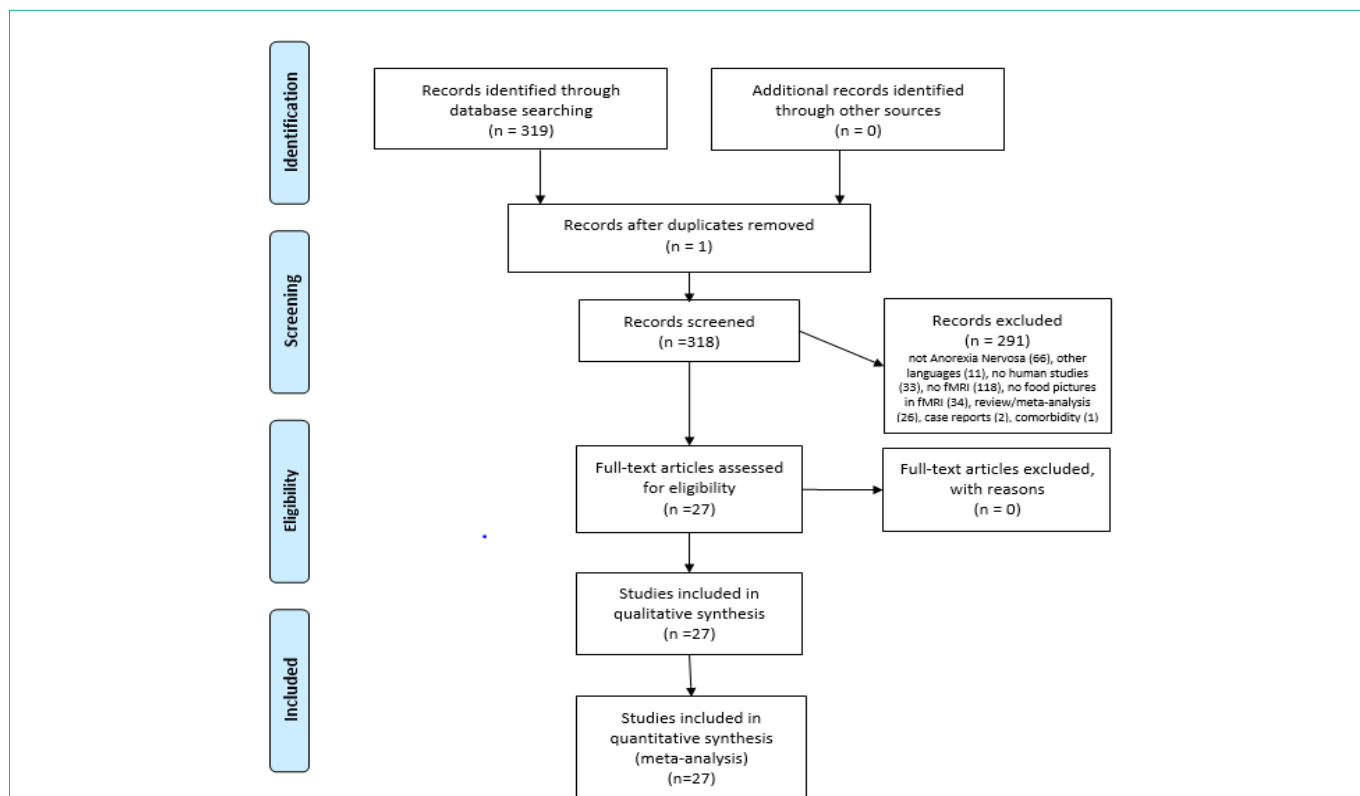 Identification
Records identified through
database searching
(n = 319)
Additional records identified
through other sources
(n = 0)
Records after duplicates removed
(n = 1)
Screening
Records screened
(n =318)
Records excluded
(n = 291)
not Anorexia Nervosa (66), other
languages (11), no human studies
(33), no fMRI (118), no food pictures
in fMRI (34), review/meta-analysis
(26), case reports (2), comorbidity (1)
Eligibility
Full-text articles assessed
for eligibility
(n =27)
Full-text articles excluded,
with reasons
(n = 0)
Included
Studies included in
qualitative synthesis
(n =27)
Studies included in
quantitative synthesis
(meta-analysis)
(n=27)